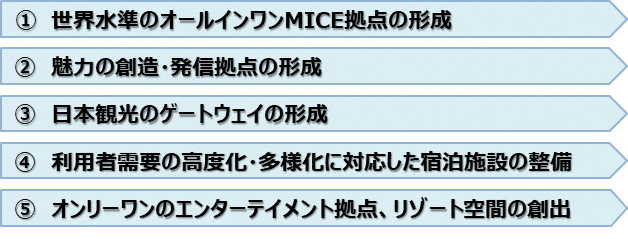 ① 世界水準のオールインワンMICE拠点の形成
② 魅力の創造・発信拠点の形成
③ 日本観光のゲートウェイの形成
④ 利用者需要の高度化・多様化に対応した宿泊施設の整備
⑤ オンリーワンのエンターテイメント拠点、リゾート空間の創出